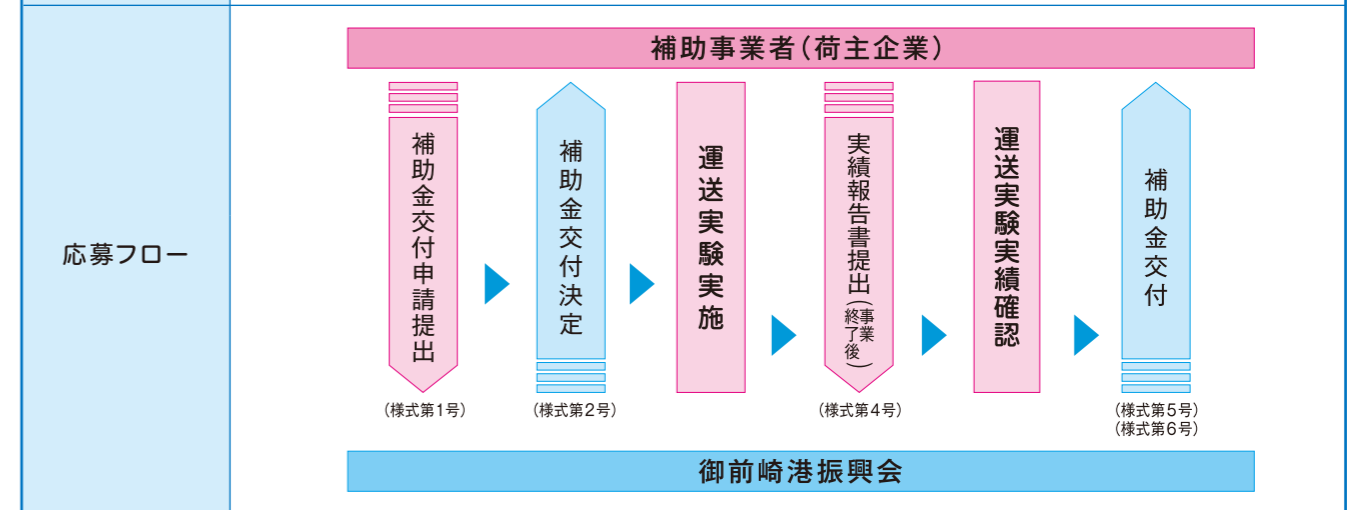 補助事業者（荷主企業）
応募フロー
補助金交付申請提出
（様式第1号）
補助金交付決定
（様式第2号）
運送実験実施
実績報告書提出（事業終了後）
（様式第4号）
運送実験実績確認
補助金交付
（様式第5号）
（様式第6号）
御前崎港振興会